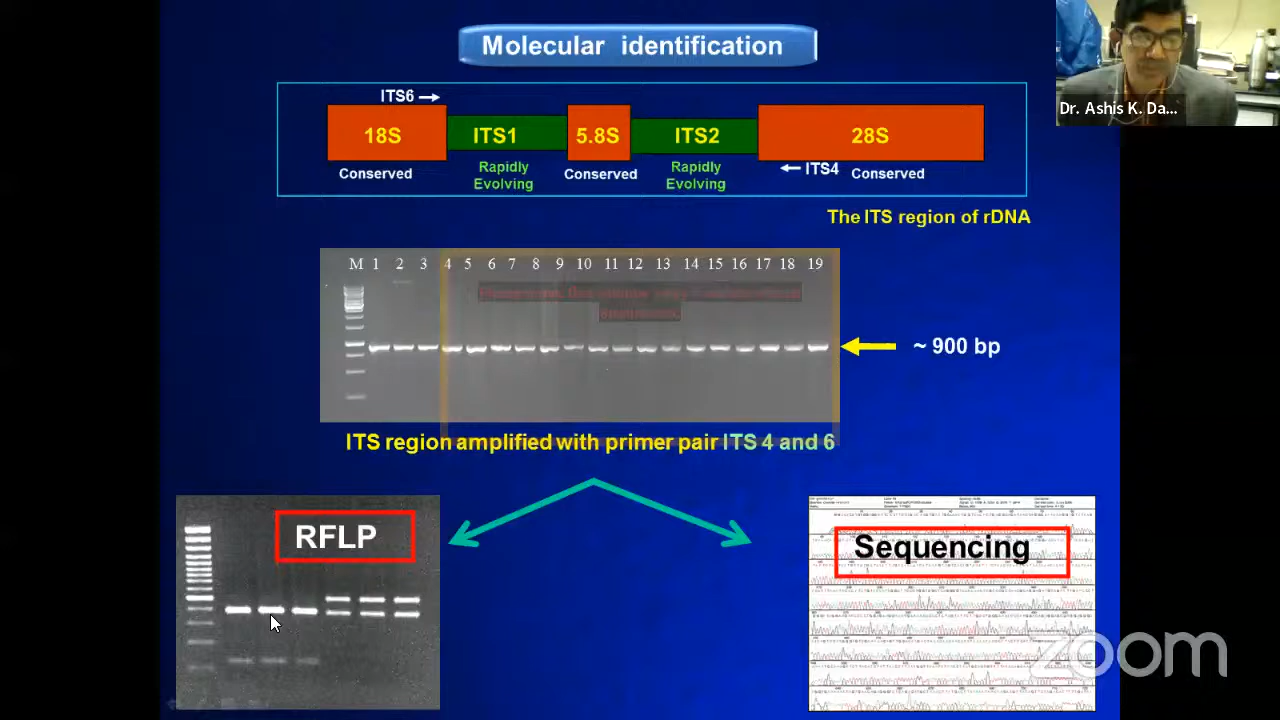 Molecular identification
Dr. Ashis K. Da...
ITS6
18S
ITS1
5.8S
ITS2
28S
Conserved
Rapidly
Evolving
Conserved
Rapidly
Evolving
ITS4
Conserved
The ITS region of rDNA
M 1 2 3 4 5 6 7 8 9 10 11 12 13 14 15 16 17 18 19
~ 900 bp
ITS region amplified with primer pair ITS 4 and 6
RFLP
Sequencing
zoom